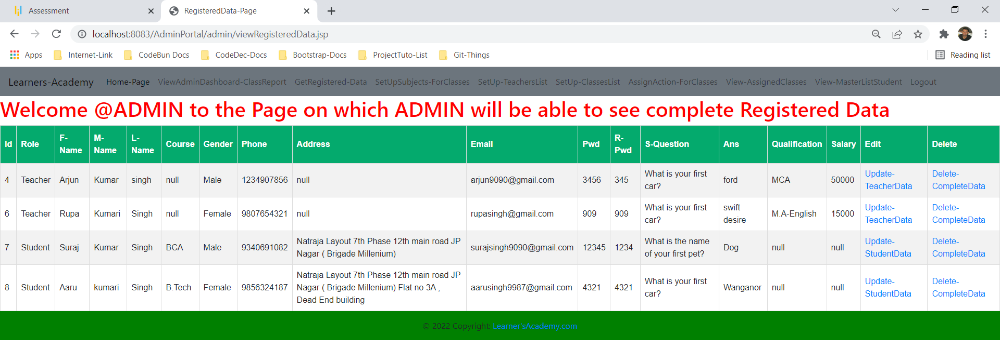 Assessment
RegisteredData-Page
localhost:8083/AdminPortal/admin/viewRegisteredData.jsp
Apps Internet-Link CodeBun Docs CodeDec-Docs Bootstrap-Docs ProjectTuto-List Git-Things Reading list
Learners-Academy Home-Page ViewAdminDashboard-ClassReport GetRegistered-Data SetUpSubjects-ForClasses SetUp-TeachersList SetUp-ClassesList AssignAction-ForClasses View-AssignedClasses View-MasterListStudent Logout
Welcome @ADMIN to the Page on which ADMIN will be able to see complete Registered Data
Id Role F-Name M-Name L-Name Course Gender Phone Address Email Pwd R-Pwd S-Question Ans Qualification Salary Edit Delete
4 Teacher Arjun Kumar singh null Male 1234907856 null arjun9090@gmail.com 3456 345 What is your first car? ford MCA 50000 Update-TeacherData Delete-CompleteData
6 Teacher Rupa Kumari Singh null Female 9807654321 null rupasingh@gmail.com 909 909 What is your first car? swift desire M.A-English 15000 Update-TeacherData Delete-CompleteData
7 Student Suraj Kumar Singh BCA Male 9340691082 Natraja Layout 7th Phase 12th main road JP Nagar ( Brigade Millenium) surajsingh9090@gmail.com 12345 1234 What is the name of your first pet? Dog null null Update-StudentData Delete-CompleteData
8 Student Aaru kumari Singh B.Tech Female 9856324187 Natraja Layout 7th Phase 12th main road JP Nagar ( Brigade Millenium) Flat no 3A , Dead End building aarusingh9987@gmail.com 4321 4321 What is your first car? Wanganor null null Update-StudentData Delete-CompleteData
© 2022 Copyright: Learner'sAcademy.com